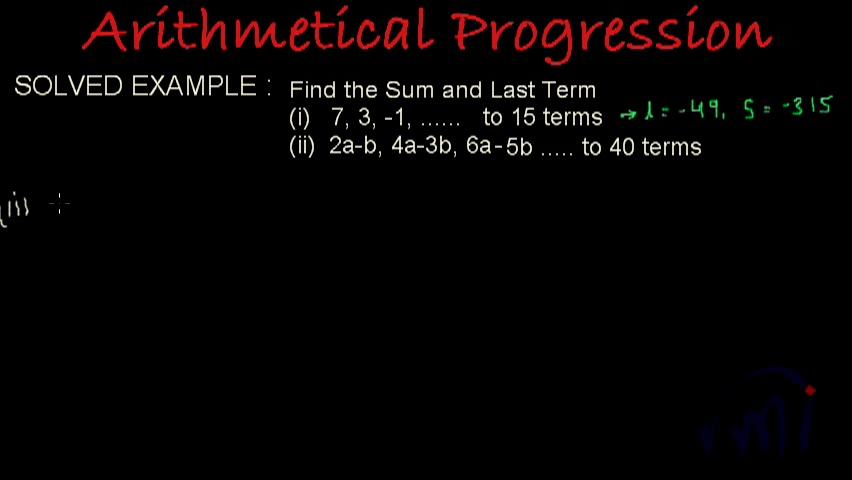 Arithmetical Progression
SOLVED EXAMPLE : Find the Sum and Last Term
(i) 7, 3, -1, ...... to 15 terms → l = -49, S = -315
(ii) 2a-b, 4a-3b, 6a-5b ..... to 40 terms
(ii)
rmi